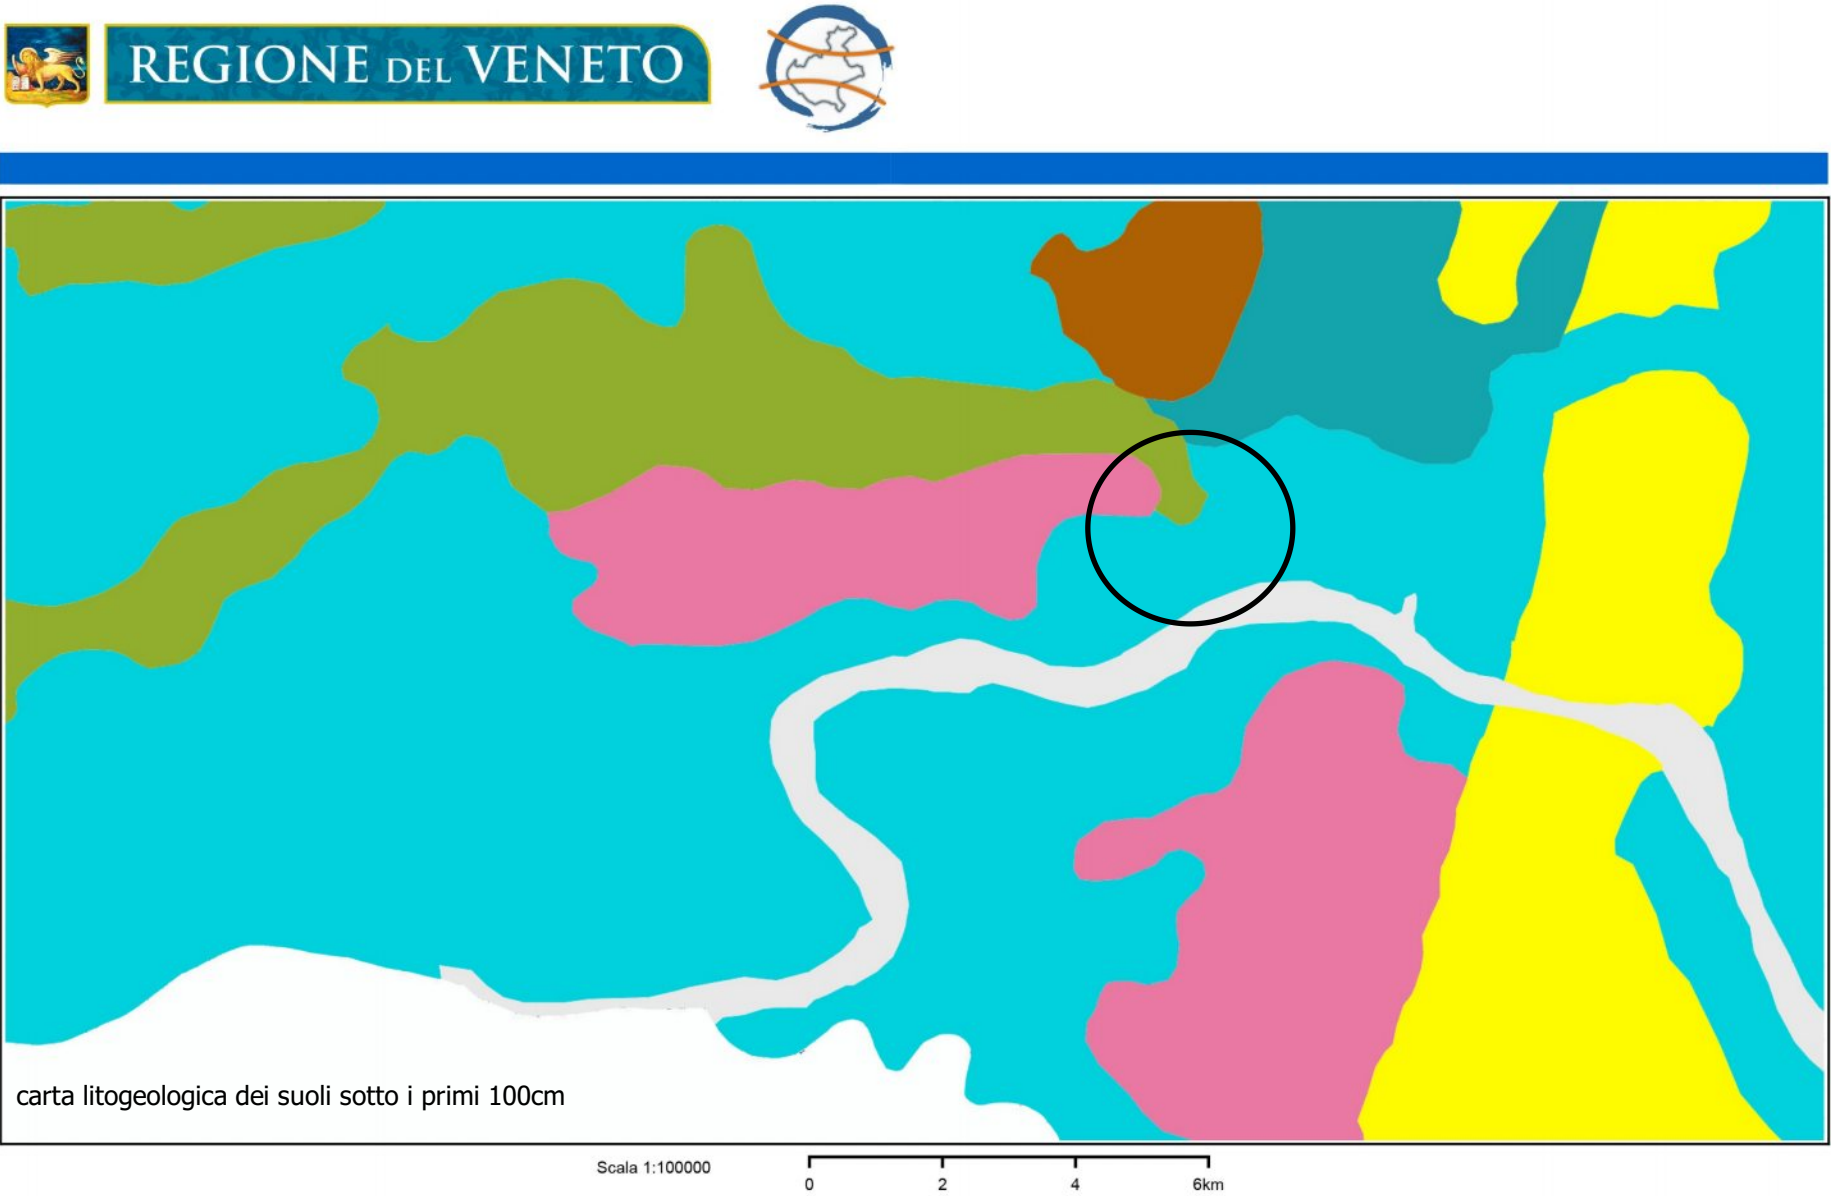 REGIONE DEL VENETO
carta litogeologica dei suoli sotto i primi 100cm
Scala 1:100000
0 2 4 6km